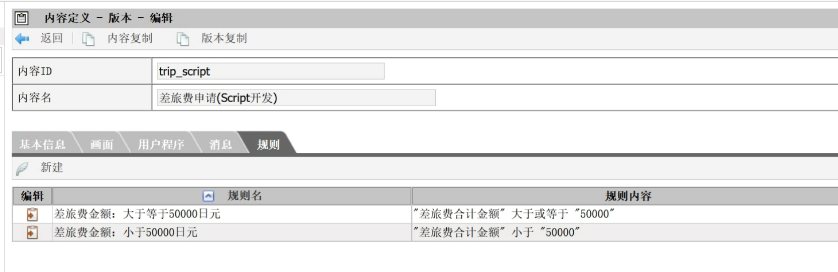 内容定义 - 版本 - 编辑
返回 内容复制 版本复制
内容ID trip_script
内容名 差旅费申请(Script开发)
基本信息 画面 用户程序 消息 规则
新建
编辑 规则名 规则内容
差旅费金额：大于等于50000日元 "差旅费合计金额" 大于或等于 "50000"
差旅费金额：小于50000日元 "差旅费合计金额" 小于 "50000"